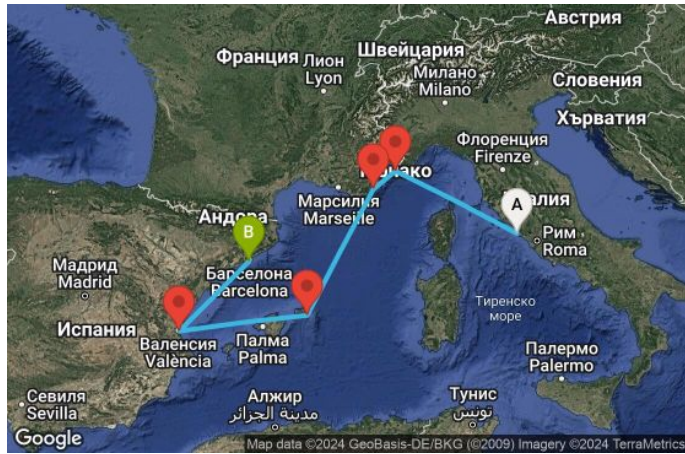 Австрия
Франция
Лион
Lyon
Швейцария
Милано
Milano
Словения
Хърватия
Флоренция
Firenze
Марсилия
Marseille
A
Рим
Roma
Андора
B
Барселона
Barcelona
Мадрид
Madrid
Испания
Валенсия
València
Палма
Palma
Тиренско
море
Палермо
Palermo
Севиля
Sevilla
Алжир
مدينة الجزائر
Тунис
تونس
Google
Map data ©2024 GeoBasis-DE/BKG (©2009) Imagery ©2024 TerraMetrics